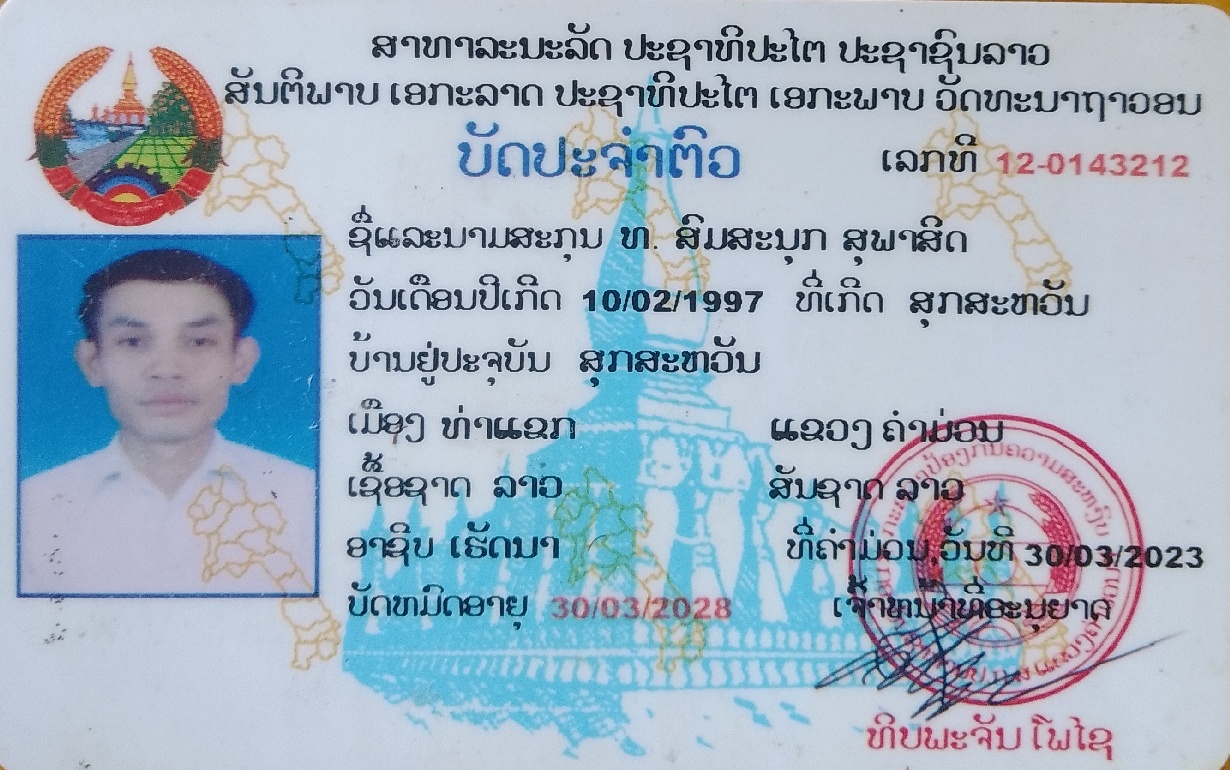 ສາທາລະນະລັດ ປະຊາທິປະໄຕ ປະຊາຊົນລາວ
ສັນຕິພາບ ເອກະລາດ ປະຊາທິປະໄຕ ເອກະພາບ ວັດທະນາຖາວອນ
ບັດປະຈຳຕົວ ເລກທີ 12-0143212
ຊື່ແລະນາມສະກຸນ ທ. ສົມສະນຸກ ສຸພາສິດ
ວັນເດືອນປີເກີດ 10/02/1997 ທີ່ເກີດ ສຸກສະຫວັນ
ບ້ານຢູ່ປະຈຸບັນ ສຸກສະຫວັນ
ເມືອງ ທ່າແຂກ ແຂວງ ຄຳມ່ວນ
ເຊື້ອຊາດ ລາວ ສັນຊາດ ລາວ
ອາຊີບ ເຮັດນາ ທີ່ຄຳມ່ວນ,ວັນທີ 30/03/2023
ບັດຫມົດອາຍຸ 30/03/2028 ເຈົ້າຫນ້າທີ່ອະນຸຍາດ
ທິບພະຈັນ ໂພໄຊ